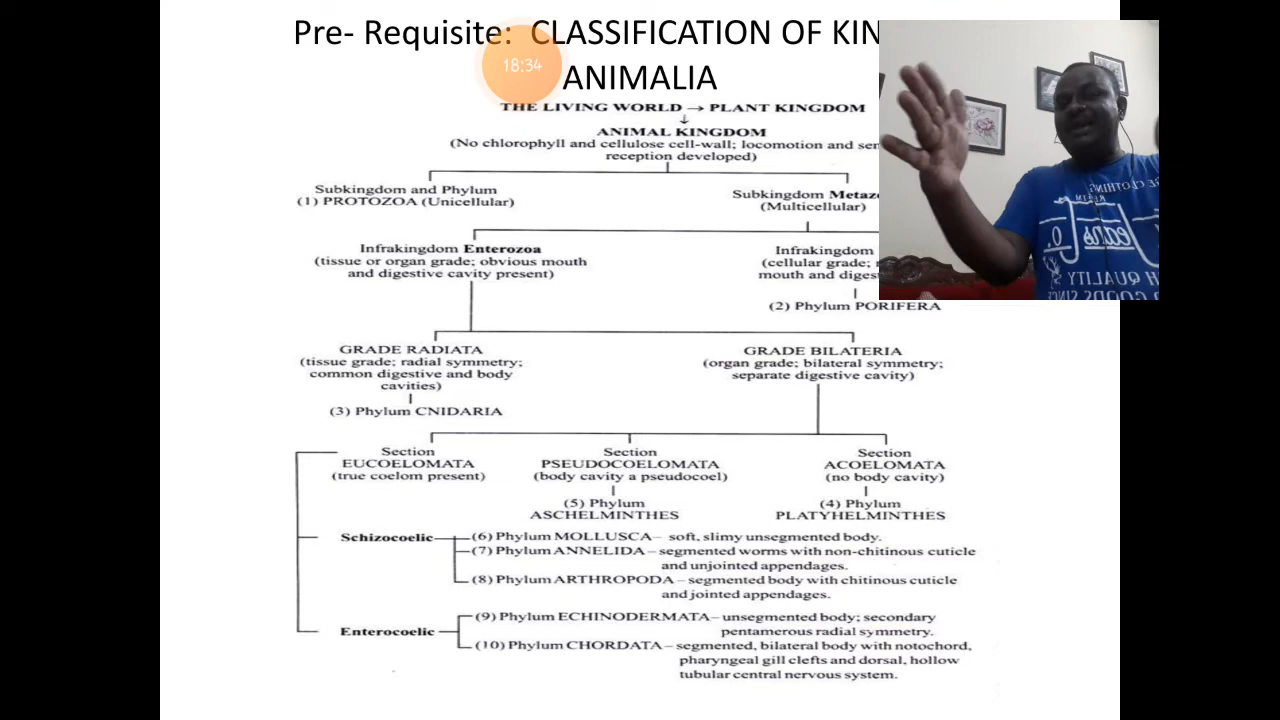 Pre- Requisite: CLASSIFICATION OF
ANIMALIA
18:34
THE LIVING WORLD → PLANT KINGDOM
↓
ANIMAL KINGDOM
(No chlorophyll and cellulose cell-wall; locomotion and
reception developed)
Subkingdom and Phylum
(1) PROTOZOA (Unicellular)
Subkingdom
(Multicellular)
Infrakingdom Enterozoa
(tissue or organ grade; obvious mouth
and digestive cavity present)
Infrakingdom
(cellular grade;
mouth and
(2) Phylum PORIFERA
GRADE RADIATA
(tissue grade; radial symmetry;
common digestive and body
cavities)
(3) Phylum CNIDARIA
GRADE BILATERIA
(organ grade; bilateral symmetry;
separate digestive cavity)
Section
EUCOELOMATA
(true coelom present)
Section
PSEUDOCOELOMATA
(body cavity a pseudocoel)
(5) Phylum
ASCHELMINTHES
Section
ACOELOMATA
(no body cavity)
(4) Phylum
PLATYHELMINTHES
Schizocoelic
(6) Phylum MOLLUSCA – soft, slimy unsegmented body.
(7) Phylum ANNELIDA – segmented worms with non-chitinous cuticle
and unjointed appendages.
(8) Phylum ARTHROPODA – segmented body with chitinous cuticle
and jointed appendages.
Enterocoelic
(9) Phylum ECHINODERMATA – unsegmented body; secondary
pentamerous radial symmetry.
(10) Phylum CHORDATA – segmented, bilateral body with notochord,
pharyngeal gill clefts and dorsal, hollow
tubular central nervous system.